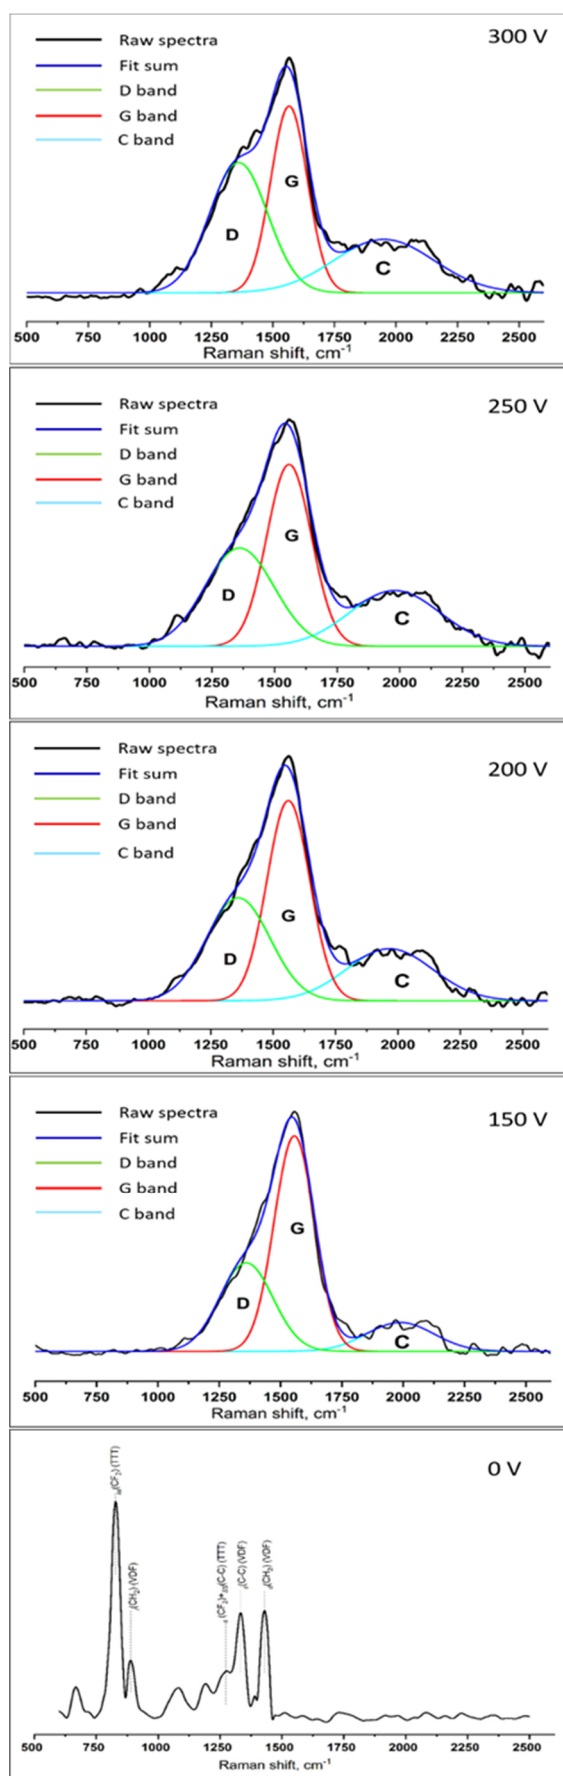 Raw spectra
300 V
Fit sum
D band
G band
C band
G
D
C
500 750 1000 1250 1500 1750 2000 2250 2500
Raman shift, cm-1
Raw spectra
250 V
Fit sum
D band
G band
C band
G
D
C
500 750 1000 1250 1500 1750 2000 2250 2500
Raman shift, cm-1
Raw spectra
200 V
Fit sum
D band
G band
C band
G
D
C
500 750 1000 1250 1500 1750 2000 2250 2500
Raman shift, cm-1
Raw spectra
150 V
Fit sum
D band
G band
C band
G
D
C
500 750 1000 1250 1500 1750 2000 2250 2500
Raman shift, cm-1
0 V
(CF2) (TTT)
(CH2) (VDF)
(CF2)+ (C-C) (TTT)
(C-C) (VDF)
(CH2) (VDF)
500 750 1000 1250 1500 1750 2000 2250 2500
Raman shift, cm-1